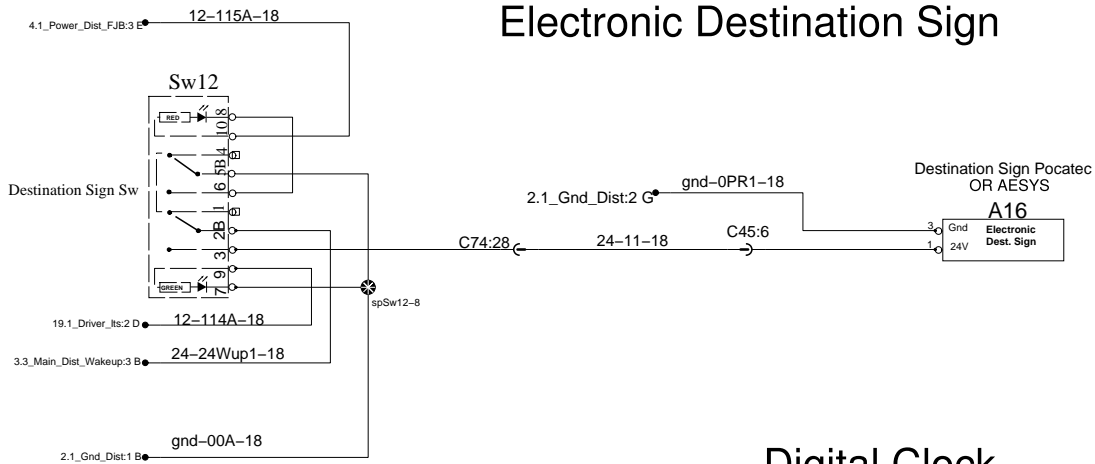 Electronic Destination Sign
4.1_Power_Dist_FJB:3 E
12-115A-18
Sw12
RED
8
10
4
5B
6
1
2B
3
9
7
GREEN
Destination Sign Sw
Destination Sign Pocatec
OR AESYS
A16
2.1_Gnd_Dist:2 G
gnd-0PR1-18
3
Gnd
Electronic
Dest. Sign
1
24V
C74:28
24-11-18
C45:6
spSw12-8
19.1_Driver_lts:2 D
12-114A-18
3.3_Main_Dist_Wakeup:3 B
24-24Wup1-18
gnd-00A-18
2.1_Gnd_Dist:1 B
Digital Clock